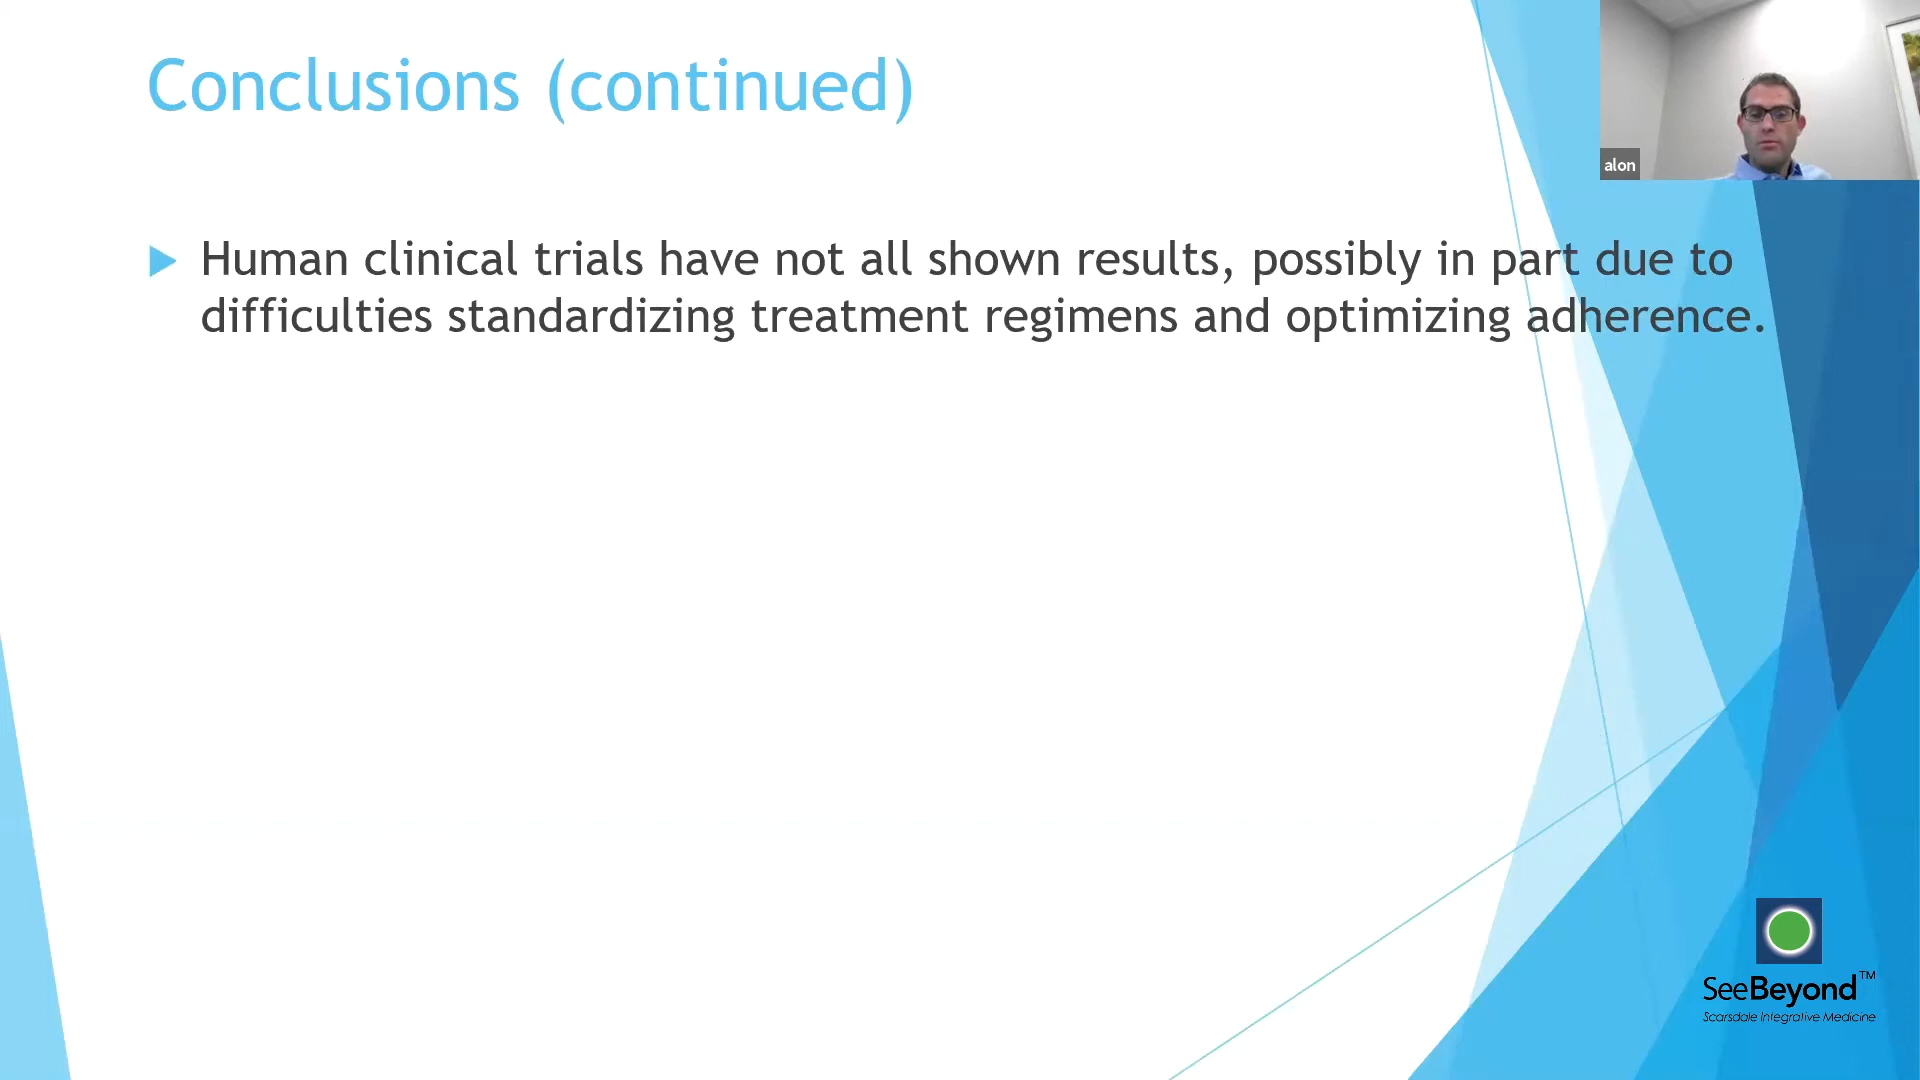 Conclusions (continued)
alon
Human clinical trials have not all shown results, possibly in part due to
difficulties standardizing treatment regimens and optimizing adherence.
SeeBeyond™
Scarsdale Integrative Medicine